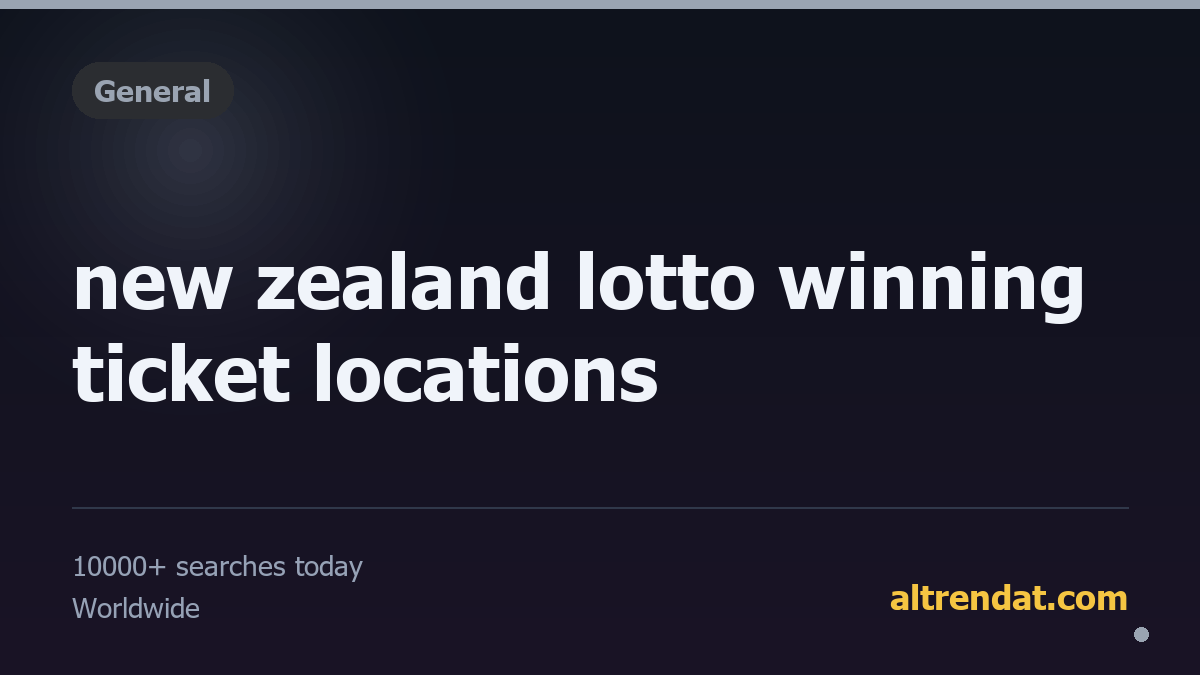 General
new zealand lotto winning
ticket locations
10000+ searches today
Worldwide
altrendat.com